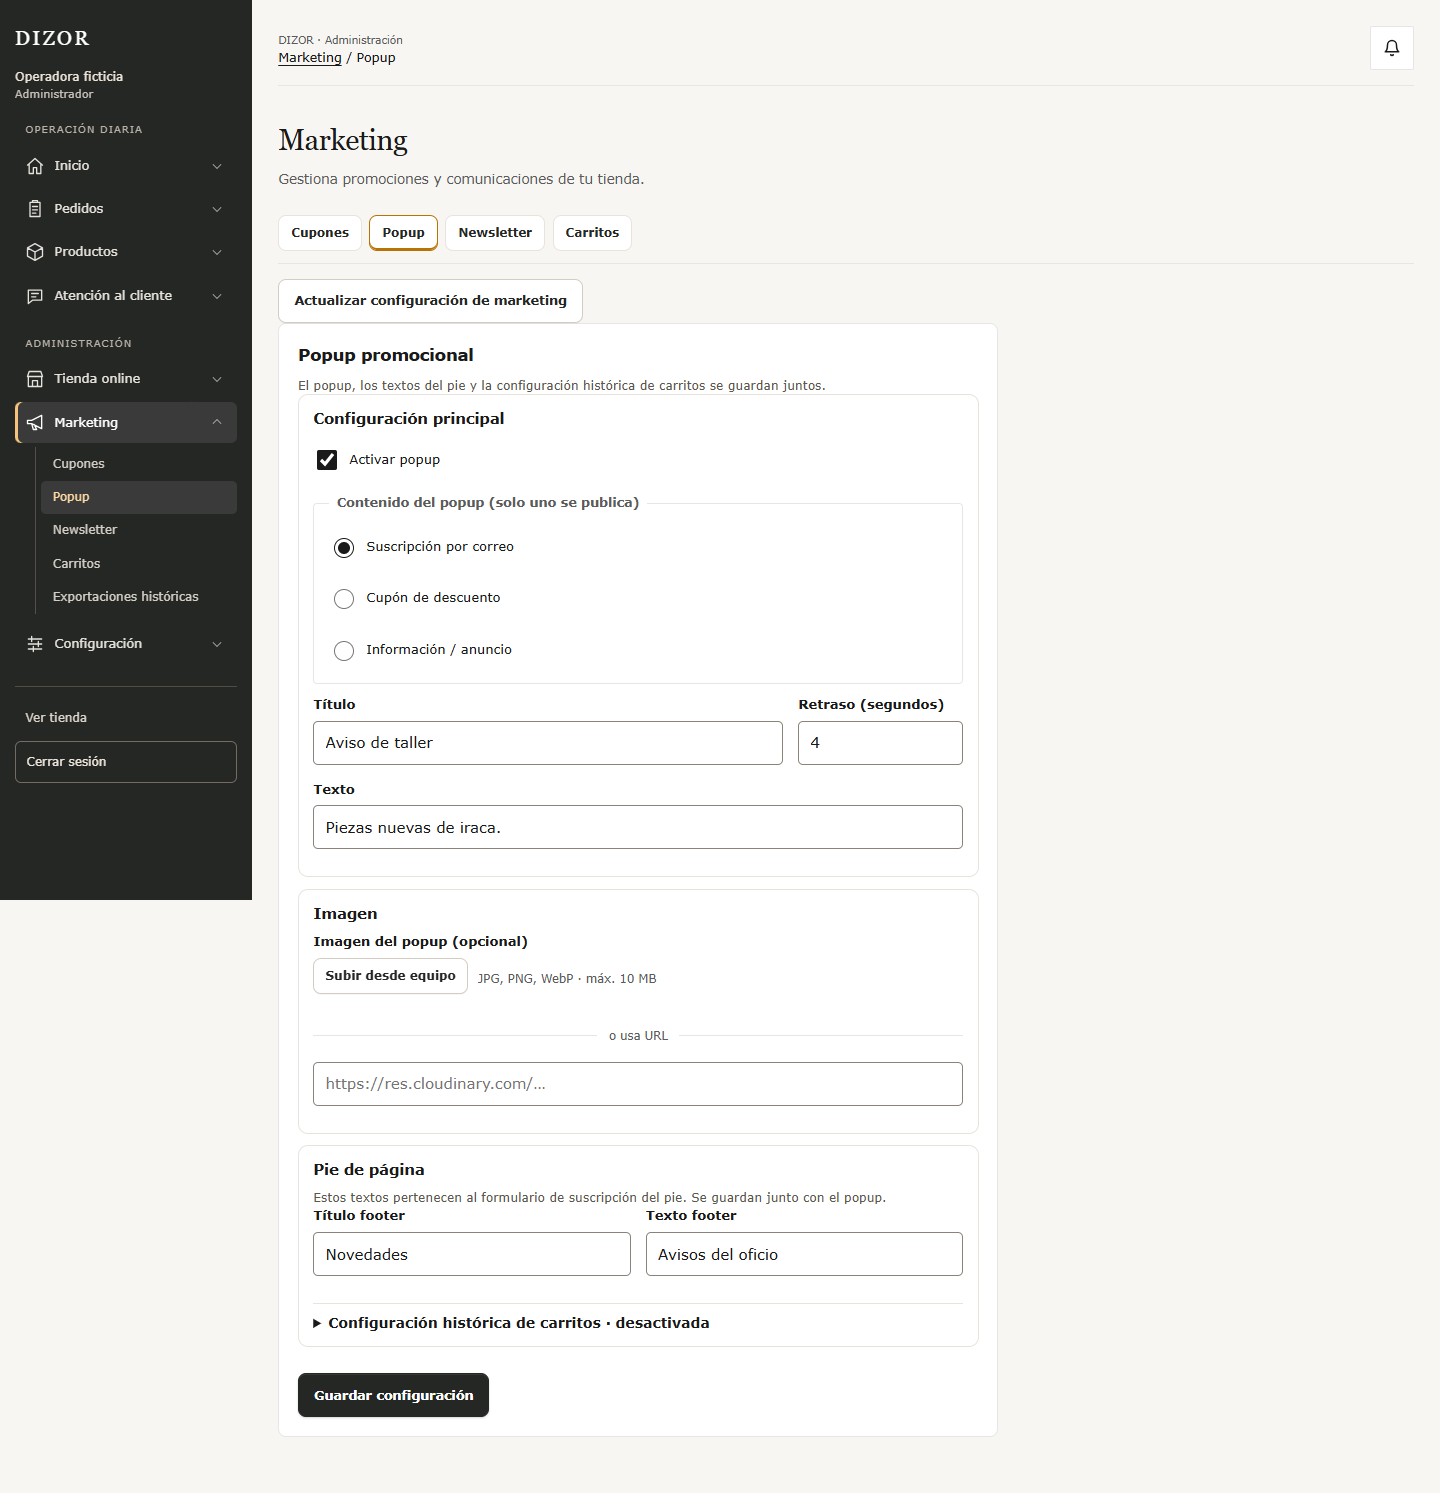 DIZOR
Operadora ficticia
Administrador
OPERACIÓN DIARIA
Inicio
Pedidos
Productos
Atención al cliente
ADMINISTRACIÓN
Tienda online
Marketing
Cupones
Popup
Newsletter
Carritos
Exportaciones históricas
Configuración
Ver tienda
Cerrar sesión
DIZOR · Administración
Marketing / Popup
Marketing
Gestiona promociones y comunicaciones de tu tienda.
Cupones Popup Newsletter Carritos
Actualizar configuración de marketing
Popup promocional
El popup, los textos del pie y la configuración histórica de carritos se guardan juntos.
Configuración principal
Activar popup
Contenido del popup (solo uno se publica)
Suscripción por correo
Cupón de descuento
Información / anuncio
Título Retraso (segundos)
Aviso de taller 4
Texto
Piezas nuevas de iraca.
Imagen
Imagen del popup (opcional)
Subir desde equipo JPG, PNG, WebP · máx. 10 MB
o usa URL
https://res.cloudinary.com/...
Pie de página
Estos textos pertenecen al formulario de suscripción del pie. Se guardan junto con el popup.
Título footer Texto footer
Novedades Avisos del oficio
Configuración histórica de carritos · desactivada
Guardar configuración